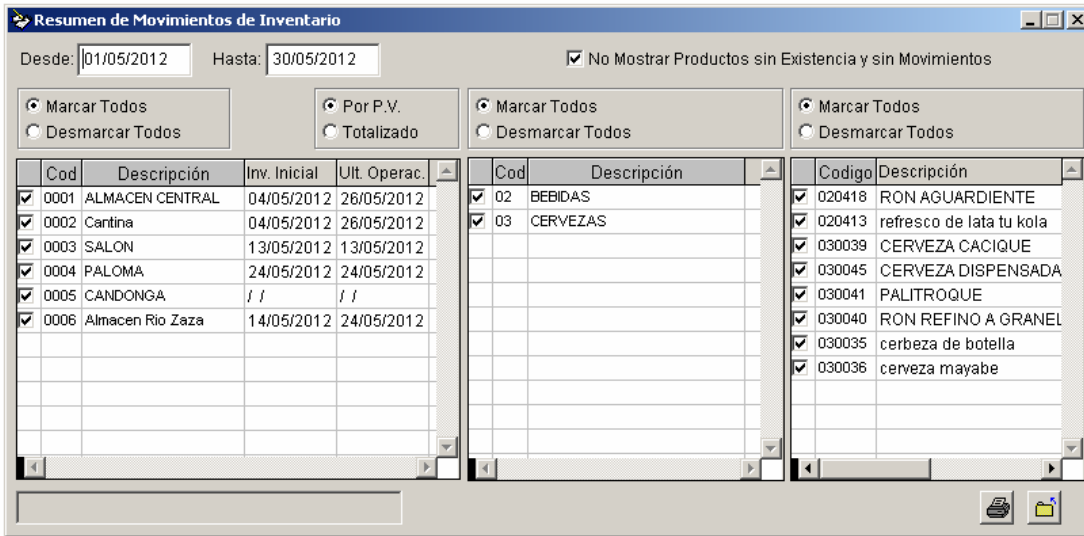 Resumen de Movimientos de Inventario
Desde: 01/05/2012 Hasta: 30/05/2012 No Mostrar Productos sin Existencia y sin Movimientos
Marcar Todos
Desmarcar Todos
Por P.V.
Totalizado
Marcar Todos
Desmarcar Todos
Marcar Todos
Desmarcar Todos
Cod Descripción Inv. Inicial Ult. Operac.
0001 ALMACEN CENTRAL 04/05/2012 26/05/2012
0002 Cantina 04/05/2012 26/05/2012
0003 SALON 13/05/2012 13/05/2012
0004 PALOMA 24/05/2012 24/05/2012
0005 CANDONGA / / / /
0006 Almacen Rio Zaza 14/05/2012 24/05/2012
Cod Descripción
02 BEBIDAS
03 CERVEZAS
Codigo Descripción
020418 RON AGUARDIENTE
020413 refresco de lata tu kola
030039 CERVEZA CACIQUE
030045 CERVEZA DISPENSADA
030041 PALITROQUE
030040 RON REFINO A GRANEL
030035 cerbeza de botella
030036 cerveza mayabe